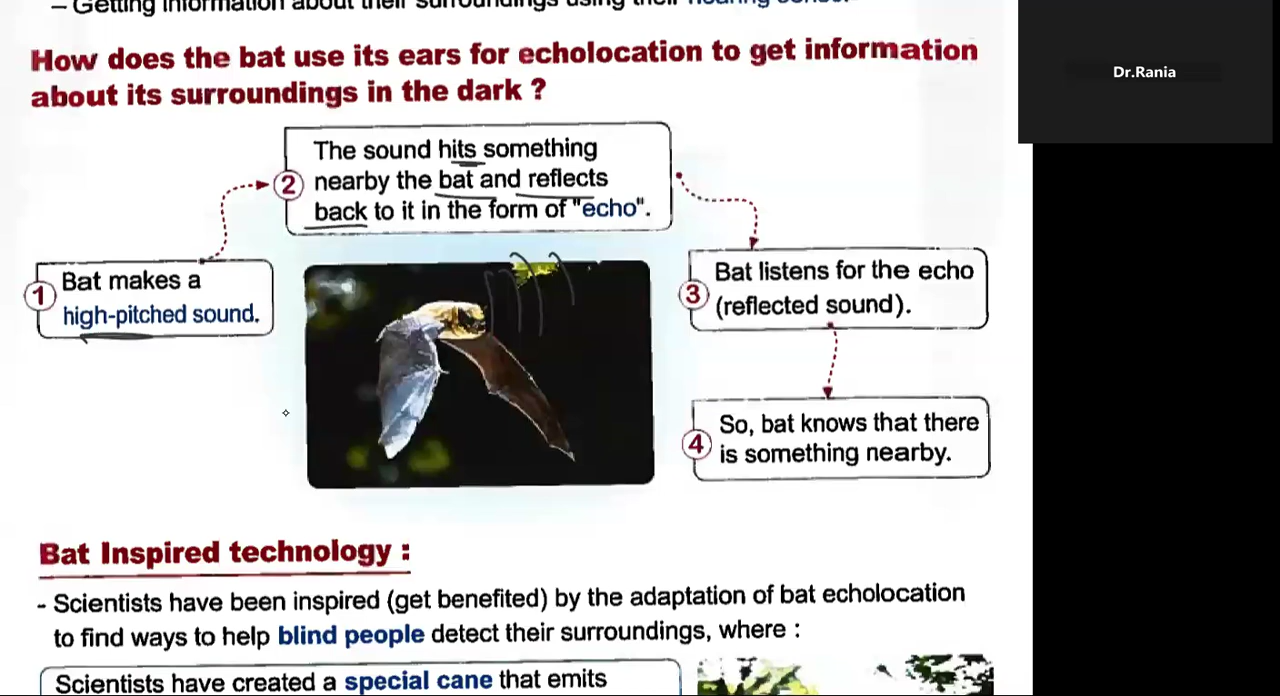 – Getting information about their surroundings using their hearing sense.
How does the bat use its ears for echolocation to get information
about its surroundings in the dark ?
Dr.Rania
2 The sound hits something
nearby the bat and reflects
back to it in the form of "echo".
1 Bat makes a
high-pitched sound.
3 Bat listens for the echo
(reflected sound).
4 So, bat knows that there
is something nearby.
Bat Inspired technology :
- Scientists have been inspired (get benefited) by the adaptation of bat echolocation
to find ways to help blind people detect their surroundings, where :
Scientists have created a special cane that emits